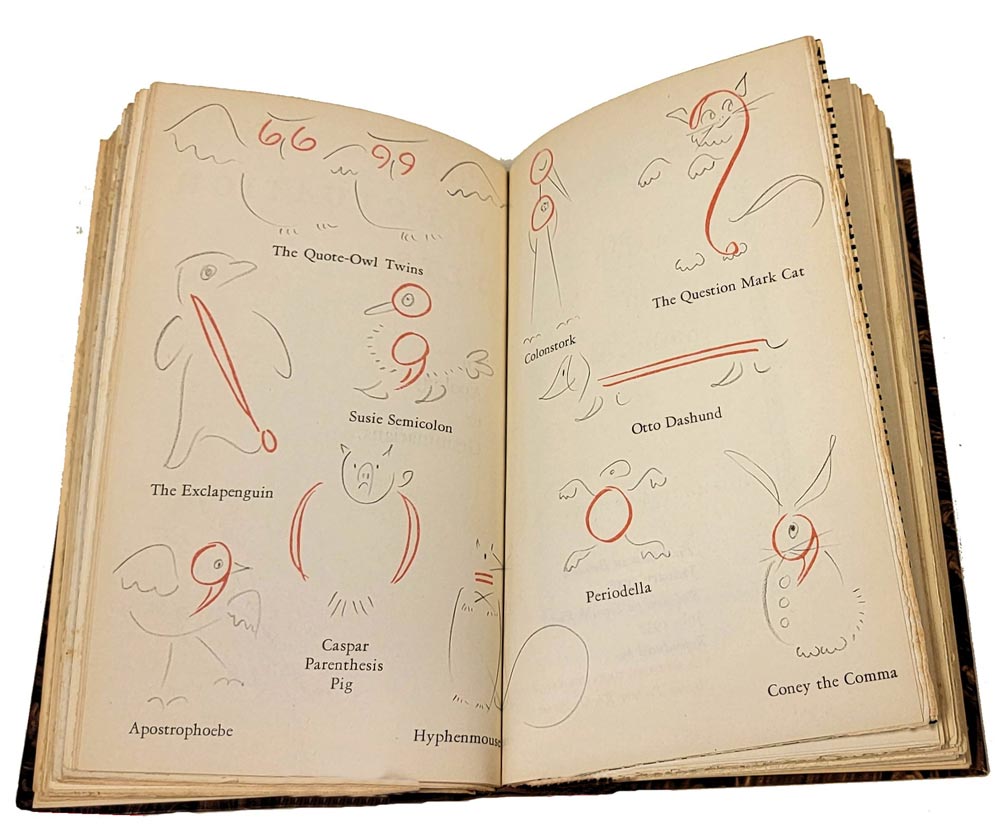 The Quote-Owl Twins
Susie Semicolon
The Exclapenguin
Caspar
Parenthesis
Pig
Apostrophoebe
Hyphenmouse
The Question Mark Cat
Colonstork
Otto Dashund
Periodella
Coney the Comma